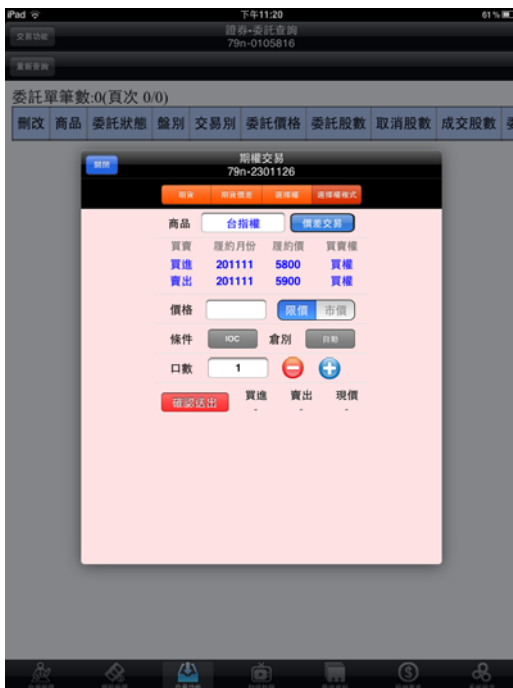 iPad 下午11:20 61%
交易功能 證券-委託查詢
79n-0105816
重新查詢
委託單筆數:0(頁次 0/0)
刪改 商品 委託狀態 盤別 交易別 委託價格 委託股數 取消股數 成交股數
關閉 期權交易
79n-2301126
期貨 期貨價差 選擇權 選擇權複式
商品 台指權 價差交易
買賣 履約月份 履約價 買賣權
買進 201111 5800 買權
賣出 201111 5900 買權
價格 限價 市價
條件 IOC 倉別 自動
口數 1
確認送出 買進 賣出 現價
- - -